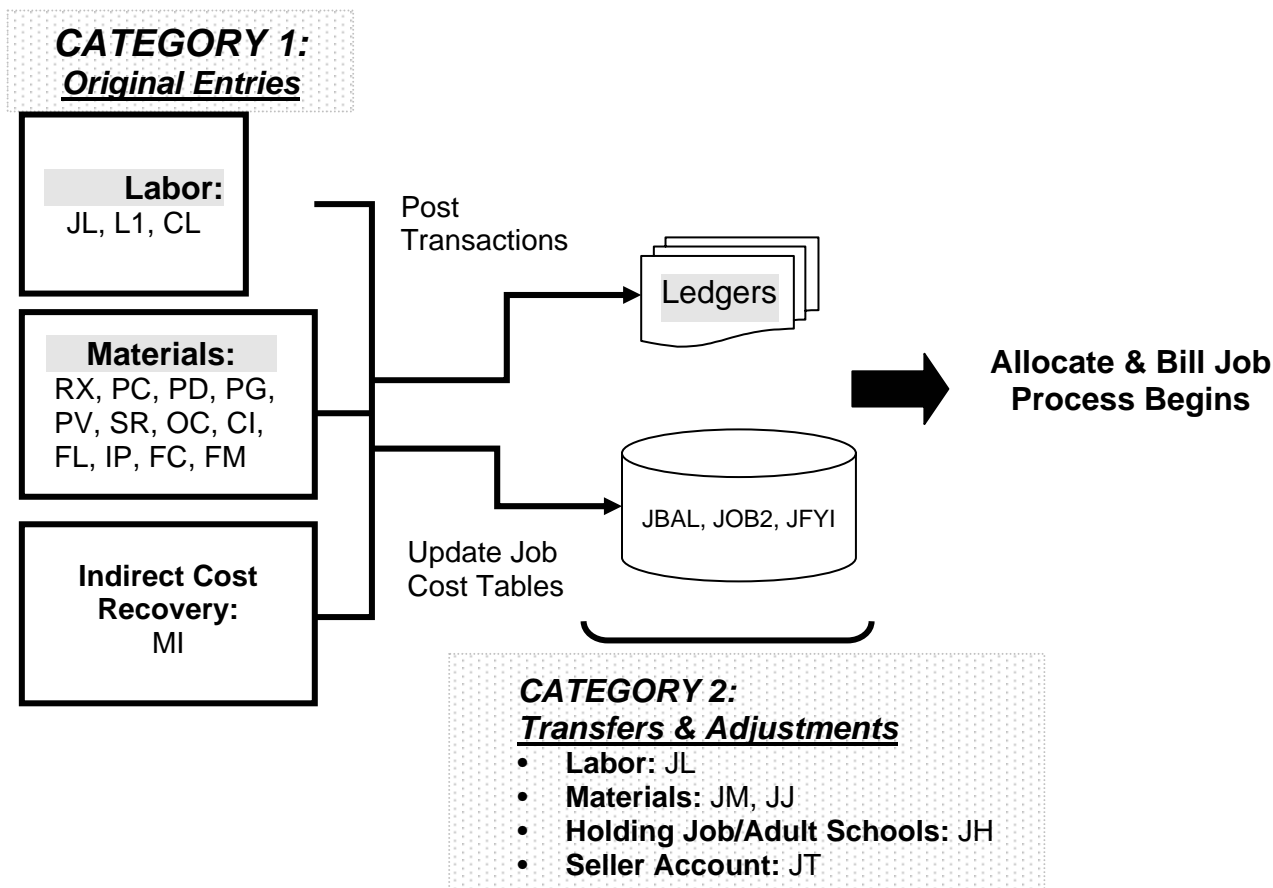 CATEGORY 1:
Original Entries
Labor:
JL, L1, CL
Materials:
RX, PC, PD, PG,
PV, SR, OC, CI,
FL, IP, FC, FM
Indirect Cost
Recovery:
MI
Post
Transactions
Ledgers
Update Job
Cost Tables
JBAL, JOB2, JFYI
Allocate & Bill Job
Process Begins
CATEGORY 2:
Transfers & Adjustments
• Labor: JL
• Materials: JM, JJ
• Holding Job/Adult Schools: JH
• Seller Account: JT